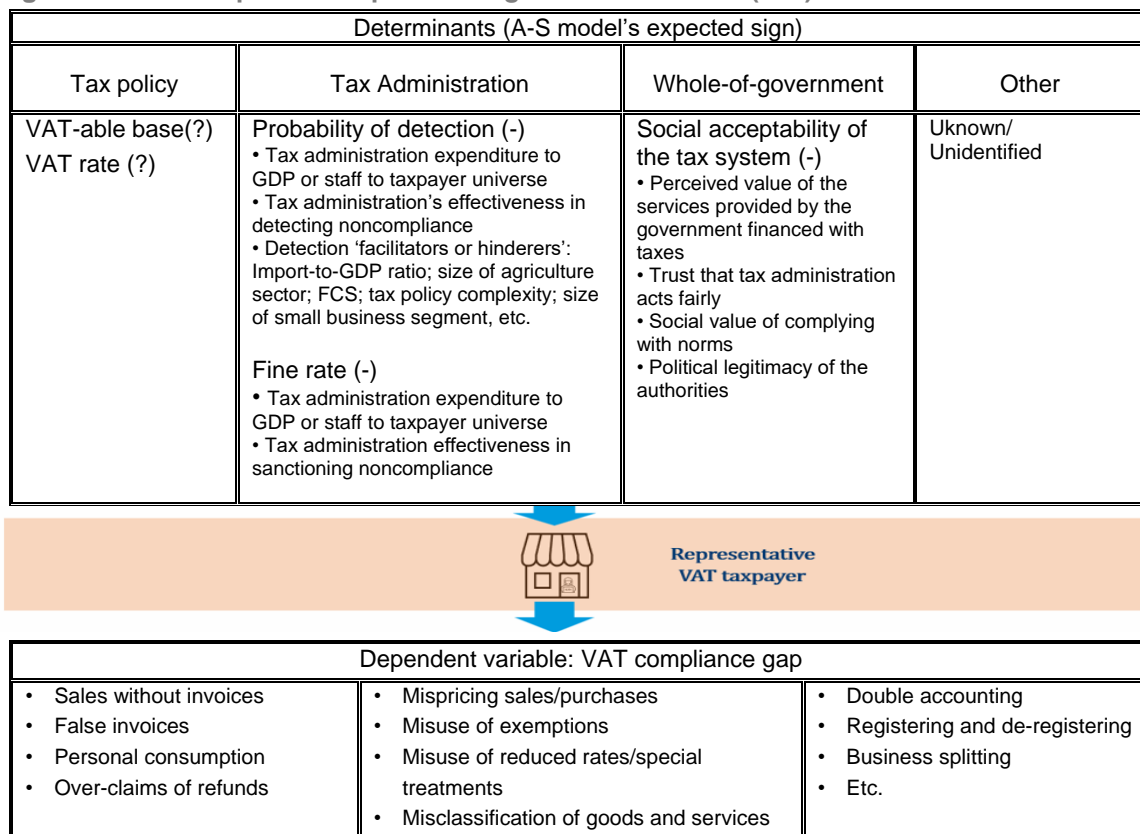 Determinants (A-S model's expected sign)
Tax policy
Tax Administration
Whole-of-government
Other
VAT-able base(?)
VAT rate (?)
Probability of detection (-)
• Tax administration expenditure to
GDP or staff to taxpayer universe
• Tax administration's effectiveness in
detecting noncompliance
• Detection 'facilitators or hinderers':
Import-to-GDP ratio; size of agriculture
sector; FCS; tax policy complexity; size
of small business segment, etc.
Fine rate (-)
• Tax administration expenditure to
GDP or staff to taxpayer universe
• Tax administration effectiveness in
sanctioning noncompliance
Social acceptability of
the tax system (-)
• Perceived value of the
services provided by the
government financed with
taxes
• Trust that tax administration
acts fairly
• Social value of complying
with norms
• Political legitimacy of the
authorities
Uknown/
Unidentified
Representative
VAT taxpayer
Dependent variable: VAT compliance gap
• Sales without invoices
• False invoices
• Personal consumption
• Over-claims of refunds
• Mispricing sales/purchases
• Misuse of exemptions
• Misuse of reduced rates/special
treatments
• Misclassification of goods and services
• Double accounting
• Registering and de-registering
• Business splitting
• Etc.